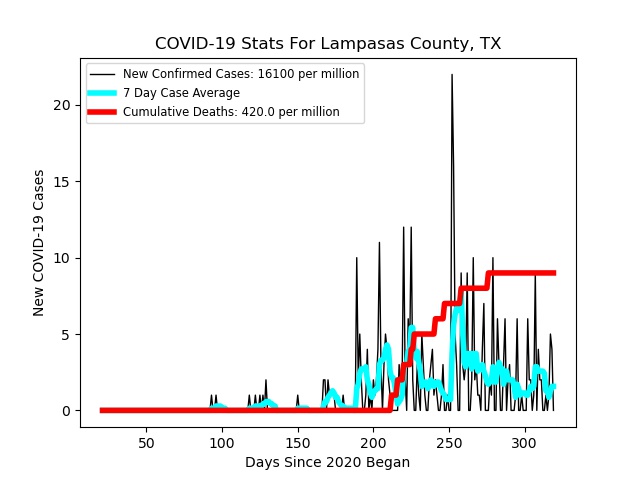 COVID-19 Stats For Lampasas County, TX
New Confirmed Cases: 16100 per million
7 Day Case Average
Cumulative Deaths: 420.0 per million
New COVID-19 Cases
20
15
10
5
0
50 100 150 200 250 300
Days Since 2020 Began